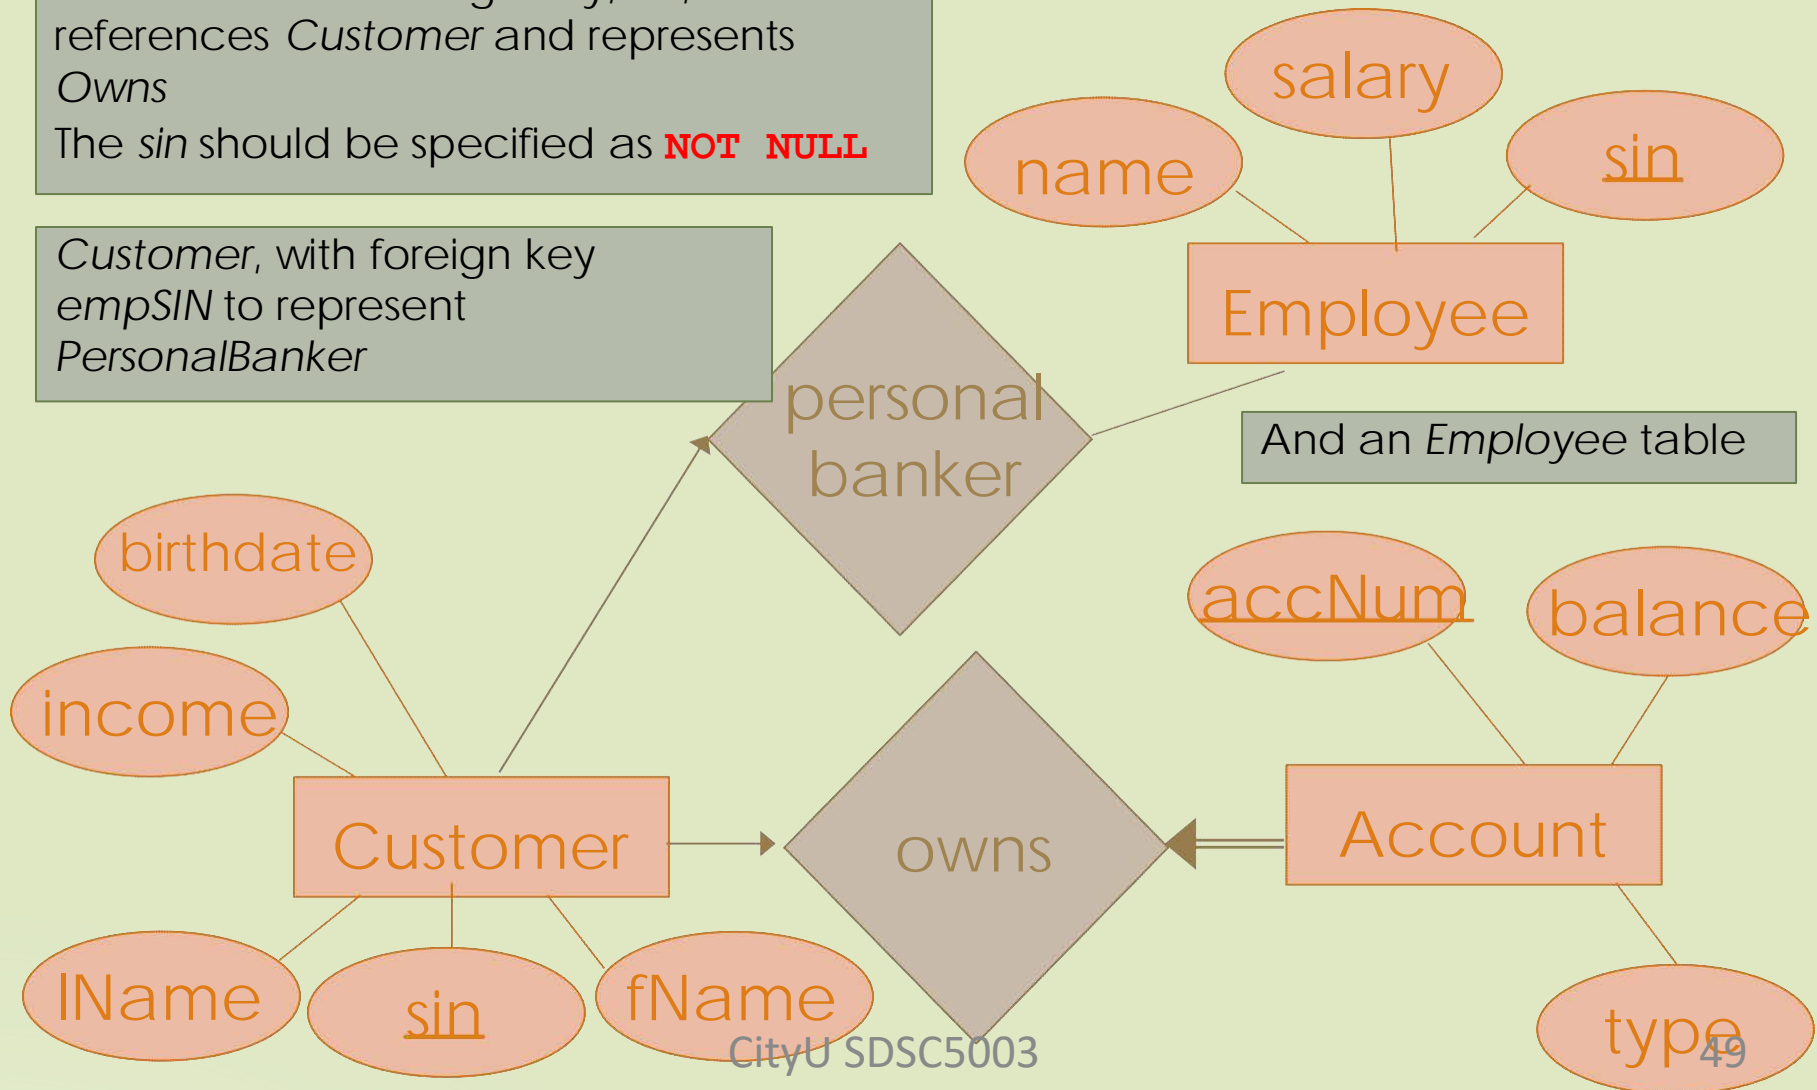 references Customer and represents
Owns
The sin should be specified as NOT NULL
Customer, with foreign key
empSIN to represent
PersonalBanker
salary
name
sin
Employee
personal
banker
And an Employee table
birthdate
accNum
balance
income
Customer
owns
Account
lName
sin
fName
type
CityU SDSC5003
49